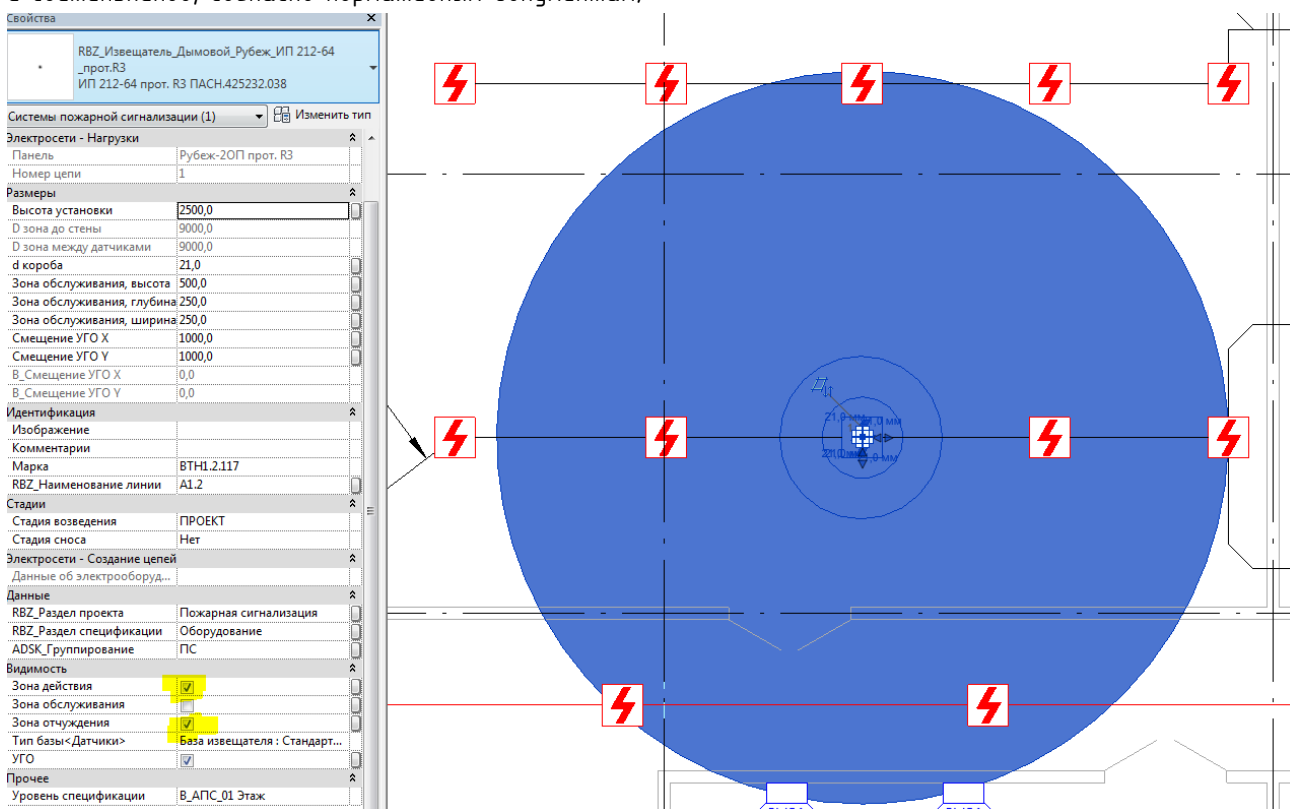 Свойства ×
RBZ_Извещатель_Дымовой_Рубеж_ИП 212-64
_прот.R3
ИП 212-64 прот. R3 ПАСН.425232.038
Системы пожарной сигнализации (1) Изменить тип
Электросети - Нагрузки
Панель Рубеж-2ОП прот. R3
Номер цепи 1
Размеры
Высота установки 2500,0
D зона до стены 9000,0
D зона между датчиками 9000,0
d короба 21,0
Зона обслуживания, высота 500,0
Зона обслуживания, глубина 250,0
Зона обслуживания, ширина 250,0
Смещение УГО X 1000,0
Смещение УГО Y 1000,0
В_Смещение УГО X 0,0
В_Смещение УГО Y 0,0
Идентификация
Изображение
Комментарии
Марка BTH1.2.117
RBZ_Наименование линии А1.2
Стадии
Стадия возведения ПРОЕКТ
Стадия сноса Нет
Электросети - Создание цепей
Данные об электрооборуд...
Данные
RBZ_Раздел проекта Пожарная сигнализация
RBZ_Раздел спецификации Оборудование
ADSK_Группирование ПС
Видимость
Зона действия
Зона обслуживания
Зона отчуждения
Тип базы<Датчики> База извещателя : Стандарт...
УГО
Прочее
Уровень спецификации В_АПС_01 Этаж